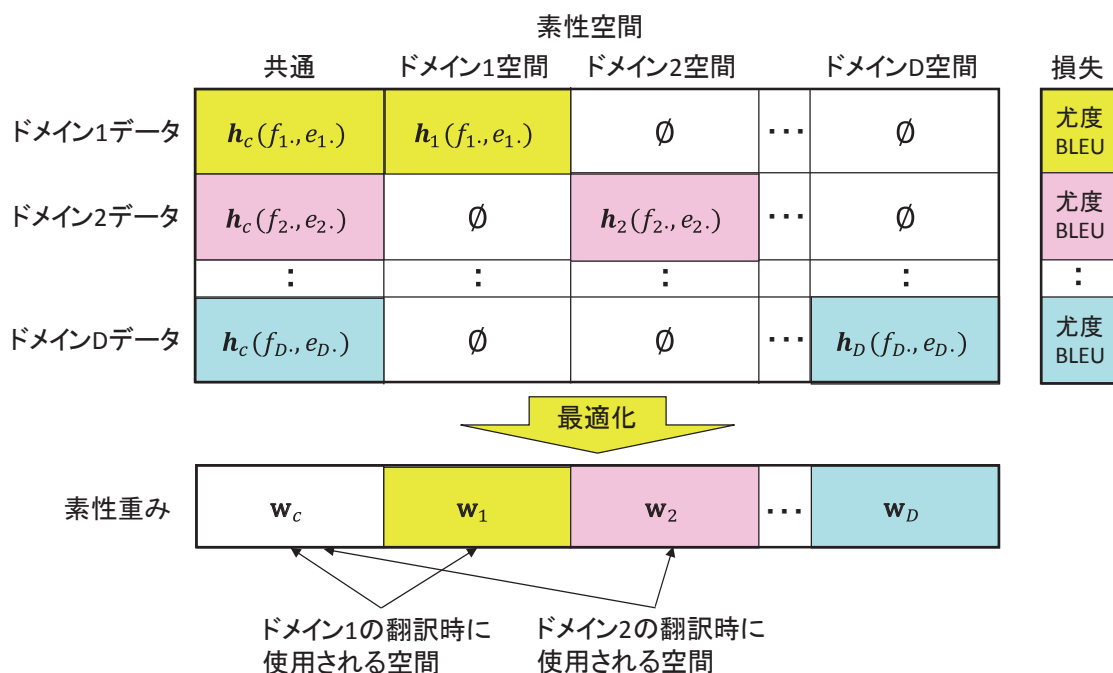 素性空間
共通 ドメイン1空間 ドメイン2空間 ドメインD空間 損失
ドメイン1データ h_c(f_1·, e_1·) h_1(f_1·, e_1·) ∅ ··· ∅ 尤度 BLEU
ドメイン2データ h_c(f_2·, e_2·) ∅ h_2(f_2·, e_2·) ··· ∅ 尤度 BLEU
: : : : :
ドメインDデータ h_c(f_D·, e_D·) ∅ ∅ ··· h_D(f_D·, e_D·) 尤度 BLEU
最適化
素性重み w_c w_1 w_2 ··· w_D
ドメイン1の翻訳時に
使用される空間
ドメイン2の翻訳時に
使用される空間